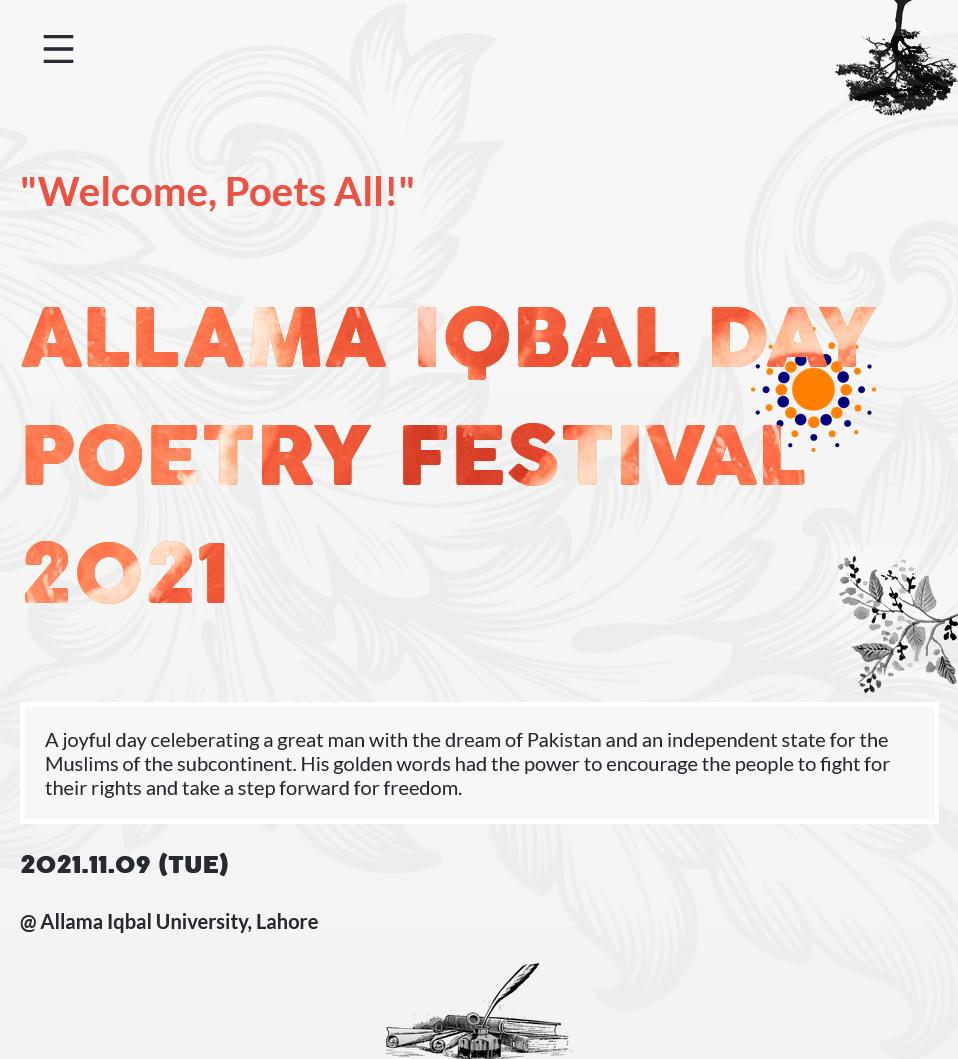 "Welcome, Poets All!"
ALLAMA IQBAL DAY
POETRY FESTIVAL
2021
A joyful day celeberating a great man with the dream of Pakistan and an independent state for the
Muslims of the subcontinent. His golden words had the power to encourage the people to fight for
their rights and take a step forward for freedom.
2021.11.09 (TUE)
@ Allama Iqbal University, Lahore